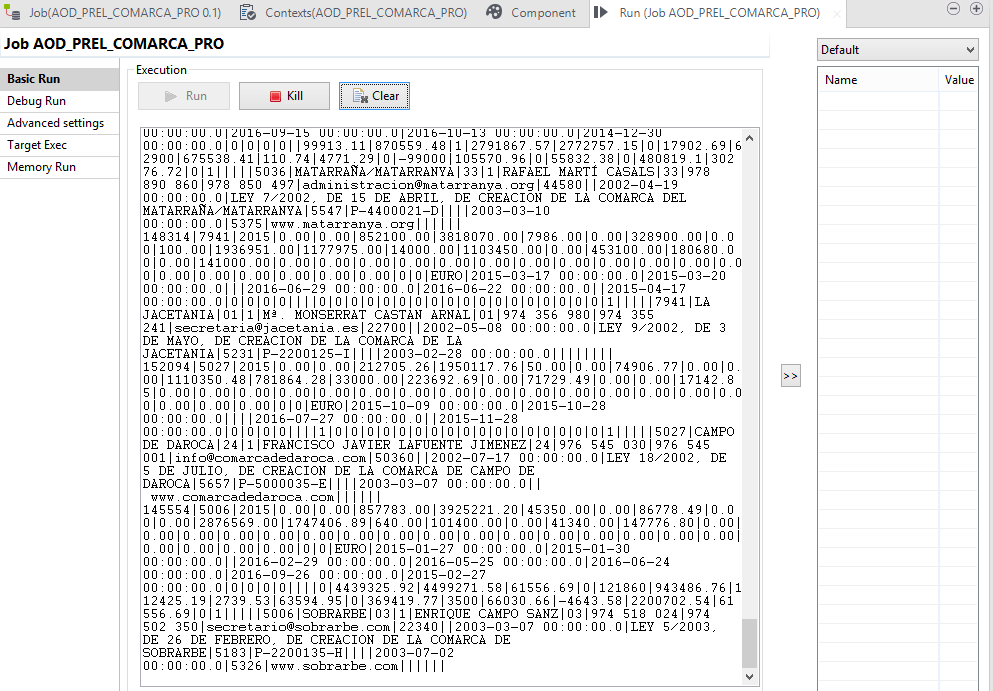 Job(AOD_PREL_COMARCA_PRO 0.1)
Contexts(AOD_PREL_COMARCA_PRO)
Component
Run (Job AOD_PREL_COMARCA_PRO)
Job AOD_PREL_COMARCA_PRO
Basic Run
Debug Run
Advanced settings
Target Exec
Memory Run
Execution
Run
Kill
Clear
00:00:00.0|2016-09-15 00:00:00.0|2016-10-13 00:00:00.0|2014-12-30
00:00:00.0|0|0|0|0||99913.11|870559.48|1|2791867.57|2772757.15|0|17902.69|6
2900|675538.41|110.74|4771.29|0|-99000|105570.96|0|55832.38|0|480819.1|302
76.72|0|1|||||5036|MATARRAÑA/MATARRANYA|33|1|RAFAEL MARTÍ CASALS|33|978
890 860|978 850 497|administracion@matarranya.org|44580||2002-04-19
00:00:00.0|LEY 7/2002, DE 15 DE ABRIL, DE CREACION DE LA COMARCA DEL
MATARRAÑA/MATARRANYA|5547|P-4400021-D||||2003-03-10
00:00:00.0|5375|www.matarranya.org||||||
148314|7941|2015|0.00|0.00|852100.00|3818070.00|7986.00|0.00|328900.00|0.0
0|100.00|1936951.00|1177975.00|14000.00|1103450.00|0.00|453100.00|180680.0
0|0.00|141000.00|0.00|0.00|0.00|0.00|0.00|0.00|0.00|0.00|0.00|0.00|0.00|0.0
0|0.00|0.00|0.00|0.00|0|0|EURO|2015-03-17 00:00:00.0|2015-03-20
00:00:00.0|||2016-06-29 00:00:00.0|2016-06-22 00:00:00.0||2015-04-17
00:00:00.0|0|0|0|0||||0|0|0|0|0|0|0|0|0|0|0|0|0|0|0|0|0|0|1|||||7941|LA
JACETANIA|01|1|Mª. MONSERRAT CASTAN ARNAL|01|974 356 980|974 355
241|secretaria@jacetania.es|22700||2002-05-08 00:00:00.0|LEY 9/2002, DE 3
DE MAYO, DE CREACION DE LA COMARCA DE LA
JACETANIA|5231|P-2200125-I||||2003-02-28 00:00:00.0||||||||
152094|5027|2015|0.00|0.00|212705.26|1950117.76|50.00|0.00|74906.77|0.00|0.
00|1110350.48|781864.28|33000.00|223692.69|0.00|71729.49|0.00|0.00|17142.8
5|0.00|0.00|0.00|0.00|0.00|0.00|0.00|0.00|0.00|0.00|0.00|0.00|0.00|0.00|0.0
0|0.00|0.00|0.00|0|0|EURO|2015-10-09 00:00:00.0|2015-10-28
00:00:00.0||||2016-07-27 00:00:00.0||2015-11-28
00:00:00.0|0|0|0|0||||1|0|0|0|0|0|0|0|0|0|0|0|0|0|0|0|0|0|1|||||5027|CAMPO
DE DAROCA|24|1|FRANCISCO JAVIER LAFUENTE JIMENEZ|24|976 545 030|976 545
001|info@comarcadedaroca.com|50360||2002-07-17 00:00:00.0|LEY 18/2002, DE
5 DE JULIO, DE CREACION DE LA COMARCA DE CAMPO DE
DAROCA|5657|P-5000035-E||||2003-03-07 00:00:00.0||
www.comarcadedaroca.com||||||
145554|5006|2015|0.00|0.00|857783.00|3925221.20|45350.00|0.00|86778.49|0.0
0|0.00|2876569.00|1747406.89|640.00|101400.00|0.00|41340.00|147776.80|0.00|
0.00|0.00|0.00|0.00|0.00|0.00|0.00|0.00|0.00|0.00|0.00|0.00|0.00|0.00|0.00|
0.00|0.00|0.00|0.00|0|0|EURO|2015-01-27 00:00:00.0|2015-01-30
00:00:00.0||2016-02-29 00:00:00.0|2016-05-25 00:00:00.0|2016-06-24
00:00:00.0|2016-09-26 00:00:00.0|2015-02-27
00:00:00.0|0|0|0|0||||0|4439325.92|4499271.58|61556.69|0|121860|943486.76|1
12425.19|2739.53|63594.95|0|369419.77|3500|66030.66|-4643.58|2200702.54|61
556.69|0|1|||||5006|SOBRARBE|03|1|ENRIQUE CAMPO SANZ|03|974 518 024|974
502 350|secretario@sobrarbe.com|22340||2003-03-07 00:00:00.0|LEY 5/2003,
DE 26 DE FEBRERO, DE CREACION DE LA COMARCA DE
SOBRARBE|5183|P-2200135-H||||2003-07-02
00:00:00.0|5326|www.sobrarbe.com||||||
>>
Default
Name
Value